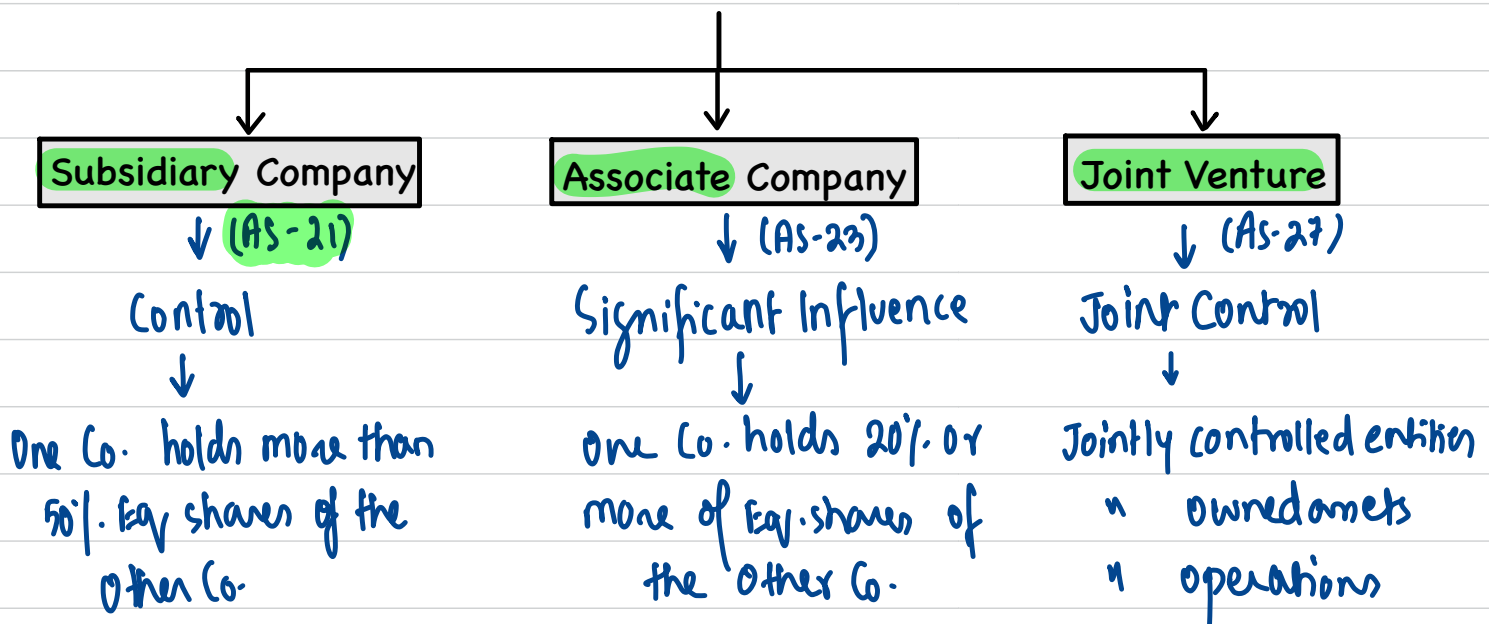 Subsidiary Company
(AS-21)
Control
One Co. holds more than
50%. Eq shares of the
Other Co.
Associate Company
(AS-23)
Significant Influence
One Co. holds 20%. or
more of Eq. shares of
the Other Co.
Joint Venture
(AS-27)
Joint Control
Jointly controlled entities
" owned assets
" operations